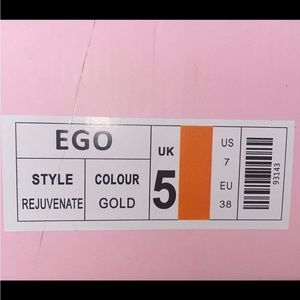 EGO
STYLE
REJUVENATE
COLOUR
GOLD
UK
5
US
7
EU
38
93143